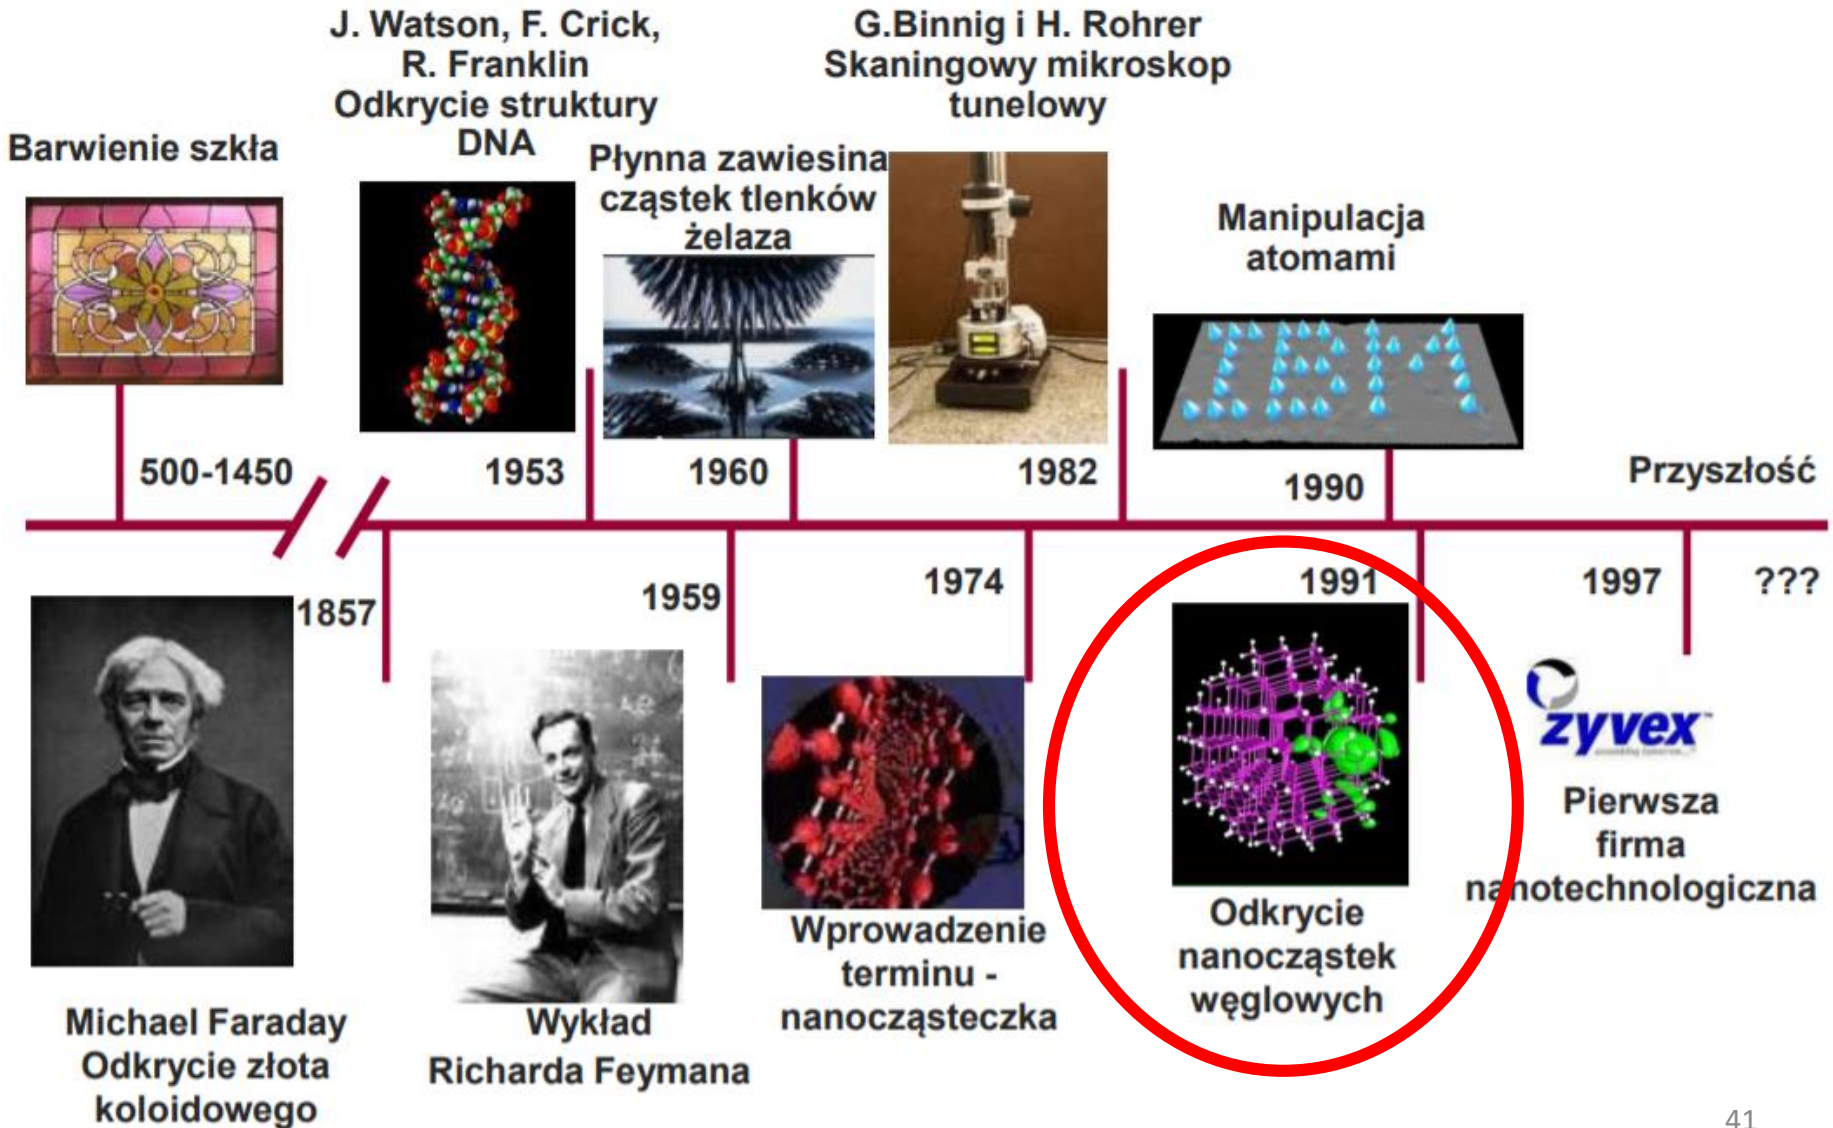 J. Watson, F. Crick,
R. Franklin
Odkrycie struktury
DNA
G.Binnig i H. Rohrer
Skaningowy mikroskop
tunelowy
Barwienie szkła
Płynna zawiesina
cząstek tlenków
żelaza
Manipulacja
atomami
IBM
500-1450
1953
1960
1982
1990
Przyszłość
1857
1959
1974
1991
1997
???
zyvex™
Pierwsza
firma
nanotechnologiczna
Wprowadzenie
terminu -
nanocząsteczka
Odkrycie
nanocząstek
węglowych
Michael Faraday
Odkrycie złota
koloidowego
Wykład
Richarda Feymana
41